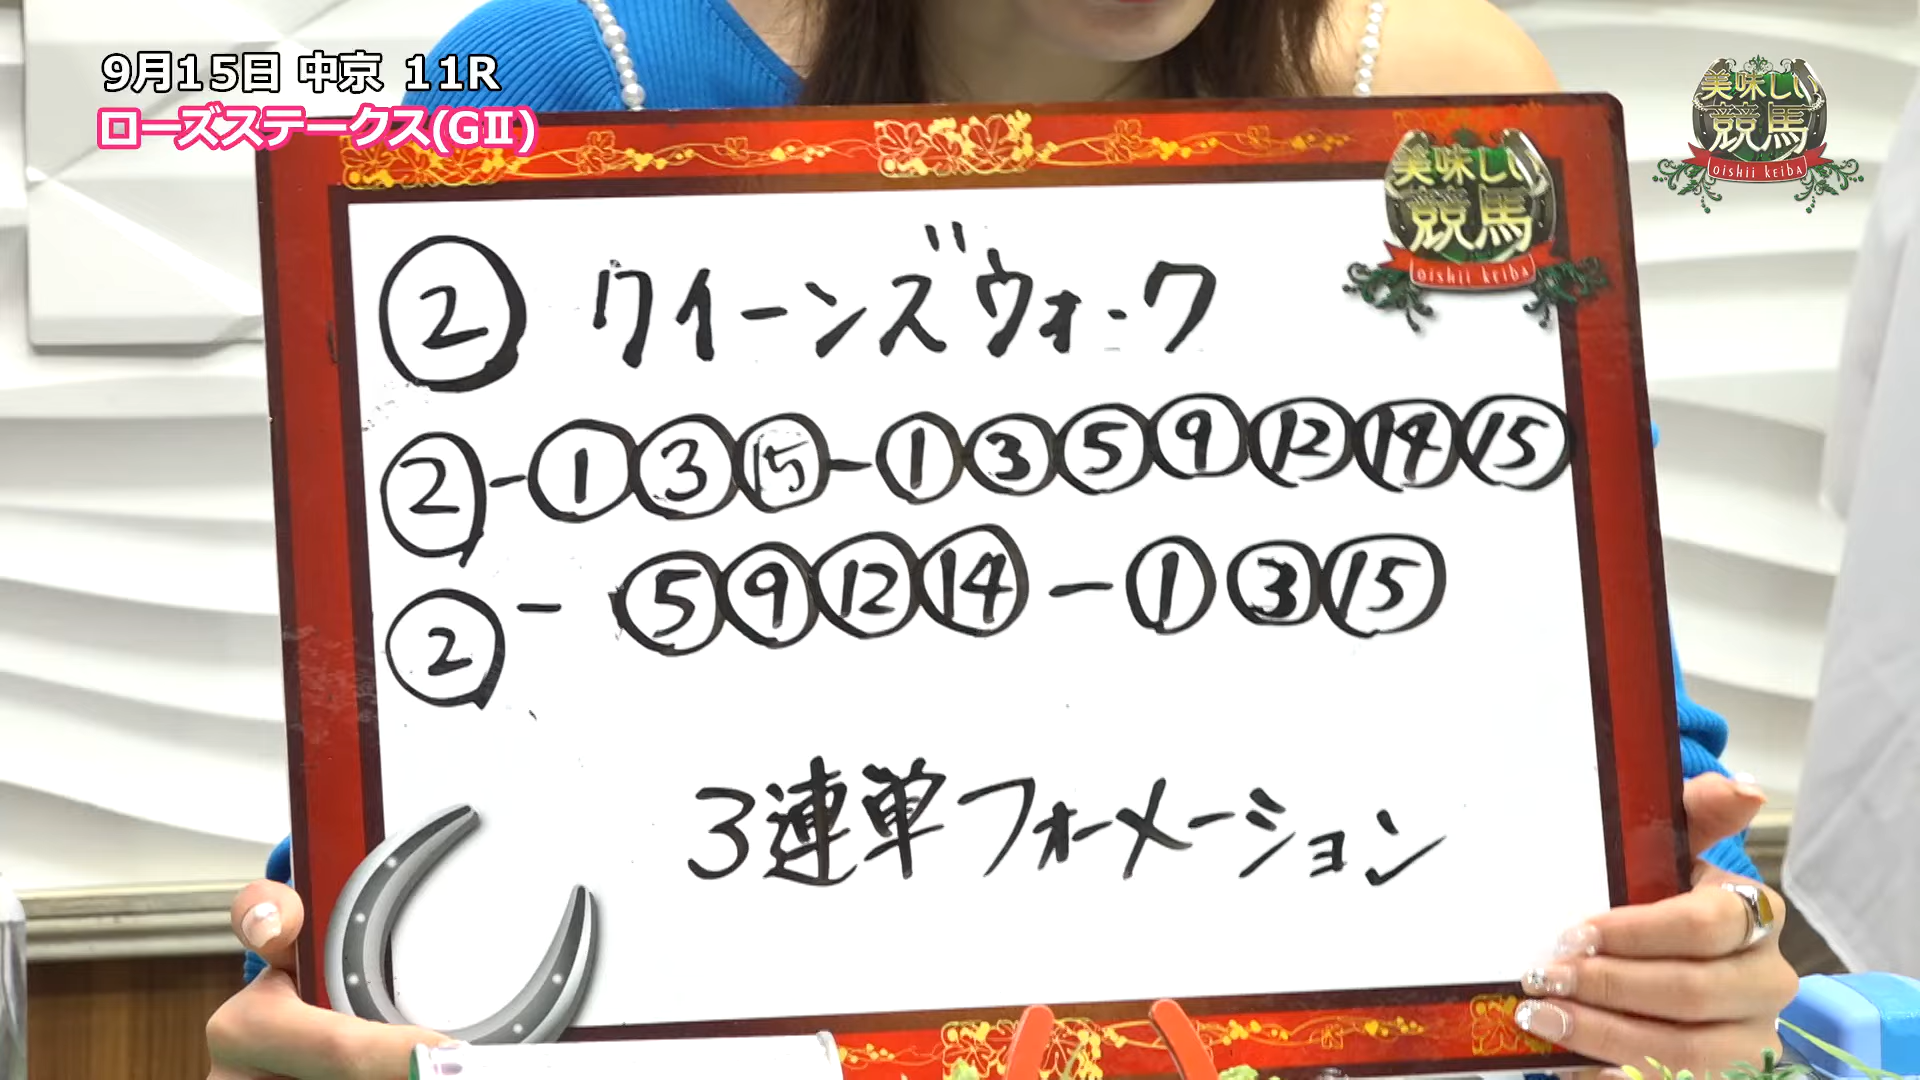 9月15日 中京 11R
ローズステークス(GⅡ)
美味しい
競馬
oishii keiba
美味しい
競馬
oishii keiba
② クイーンズウォーク
②-①③⑮-①③⑤⑨⑫⑭⑮
②-⑤⑨⑫⑭-①③⑮
3連単フォーメーション